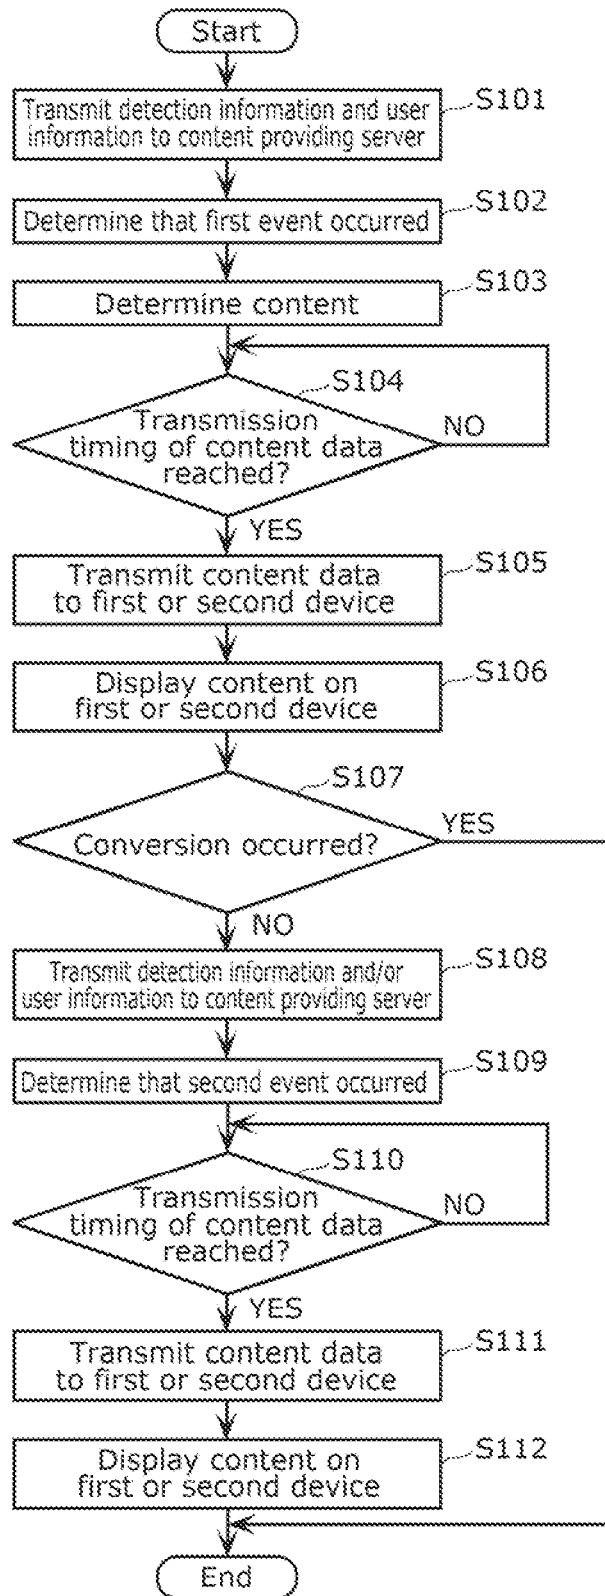 Start
Transmit detection information and user
information to content providing server
S101
Determine that first event occurred
S102
Determine content
S103
S104
Transmission
timing of content data
reached?
NO
YES
Transmit content data
to first or second device
S105
Display content on
first or second device
S106
S107
Conversion occurred?
YES
NO
Transmit detection information and/or
user information to content providing server
S108
Determine that second event occurred
S109
S110
Transmission
timing of content data
reached?
NO
YES
Transmit content data
to first or second device
S111
Display content on
first or second device
S112
End